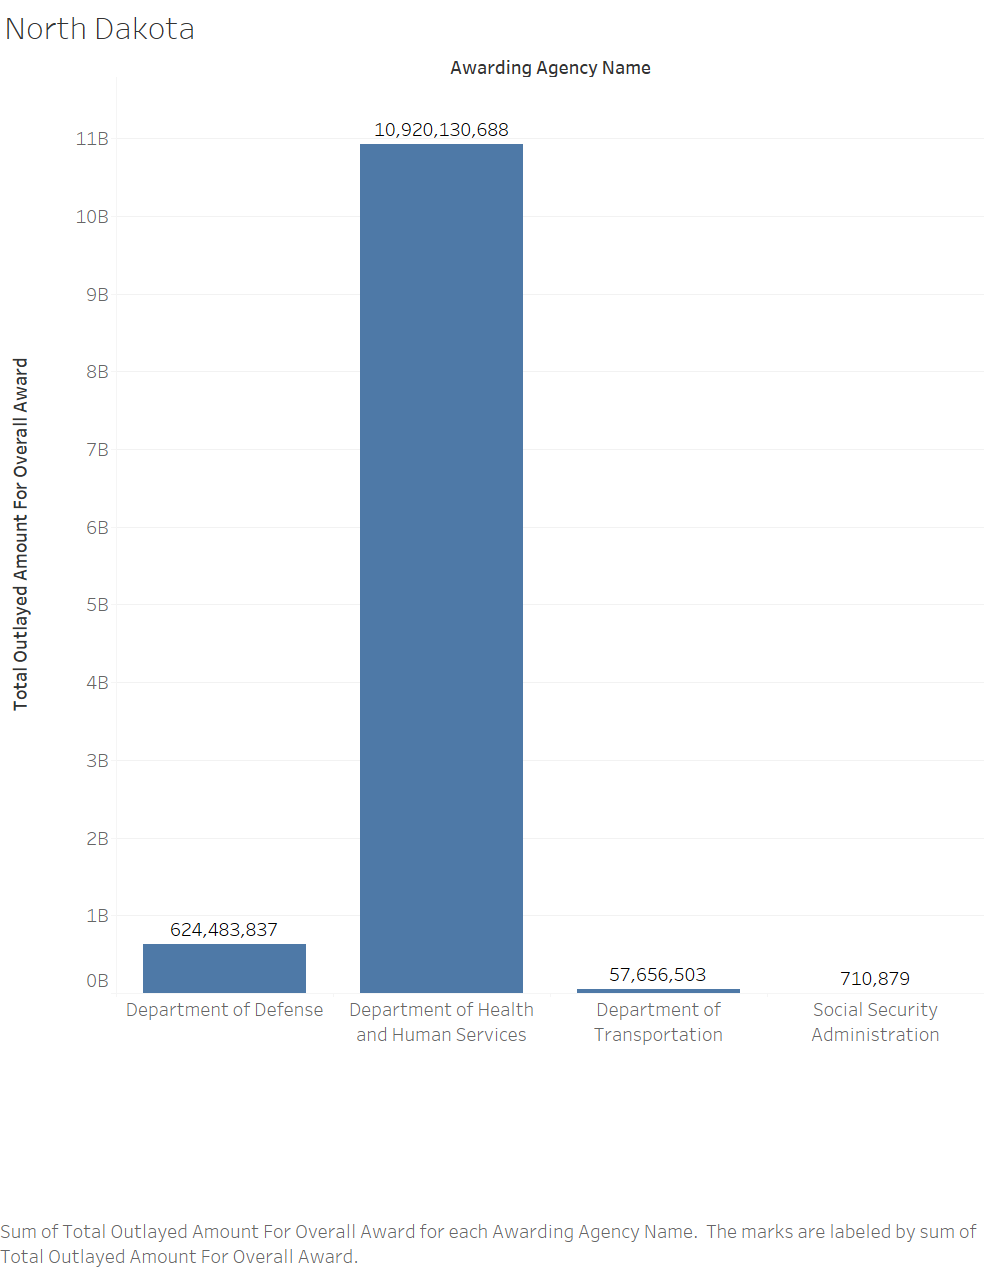 North Dakota
Awarding Agency Name
Total Outlayed Amount For Overall Award
11B
10B
9B
8B
7B
6B
5B
4B
3B
2B
1B
0B
624,483,837
10,920,130,688
57,656,503
710,879
Department of Defense
Department of Health
and Human Services
Department of
Transportation
Social Security
Administration
Sum of Total Outlayed Amount For Overall Award for each Awarding Agency Name.  The marks are labeled by sum of
Total Outlayed Amount For Overall Award.